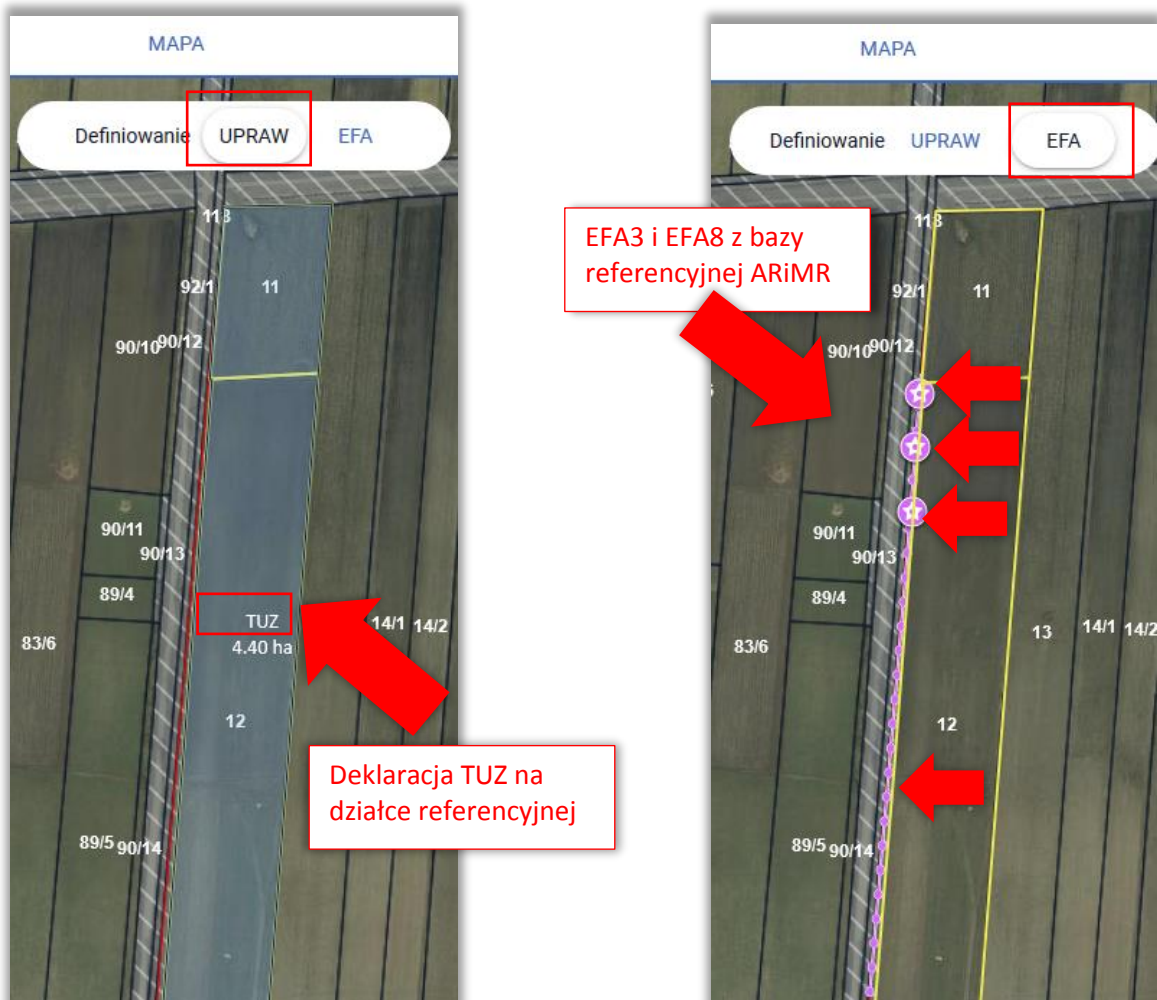 MAPA
Definiowanie UPRAW EFA
11
92/1
11
90/10 90/12
90/11
90/13
89/4
TUZ
4.40 ha
14/1 14/2
83/6
12
89/5 90/14
Deklaracja TUZ na
działce referencyjnej
MAPA
Definiowanie UPRAW EFA
EFA3 i EFA8 z bazy
referencyjnej ARiMR
92/1
11
90/10 90/12
90/11
90/13
89/4
13
14/1 14/2
83/6
12
89/5 90/14